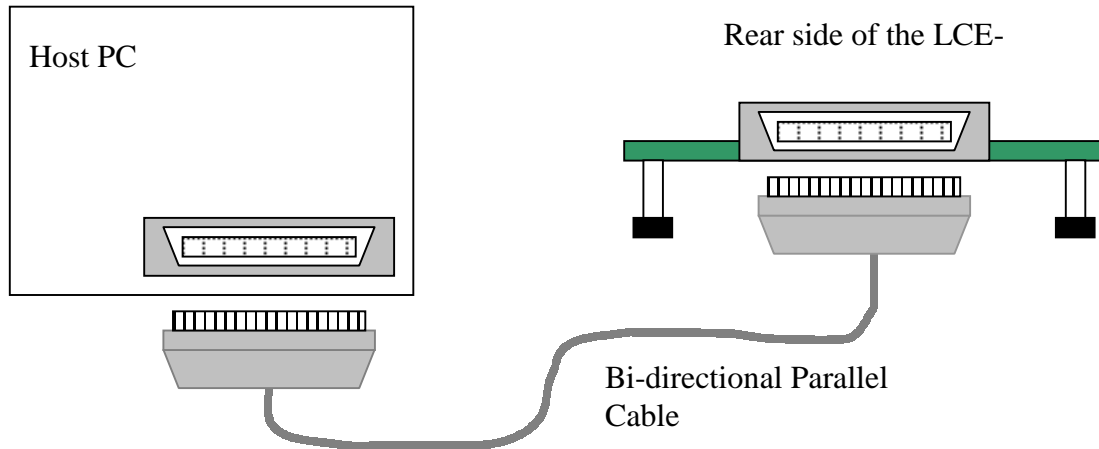 Host PC
Rear side of the LCE-
Bi-directional Parallel
Cable